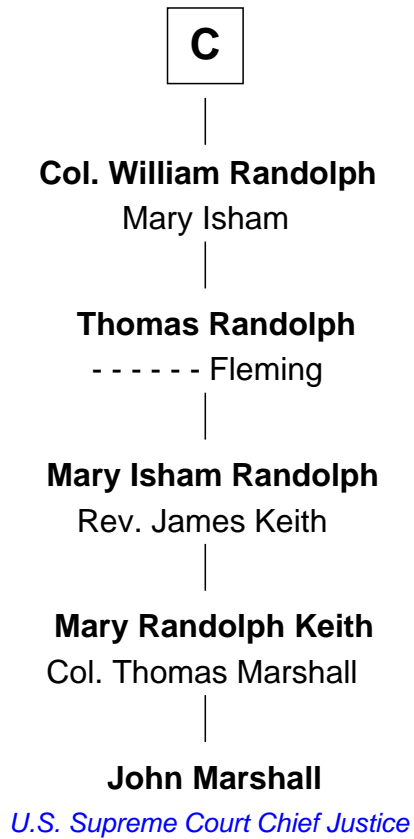 C
Col. William Randolph
Mary Isham
Thomas Randolph
- - - - - - Fleming
Mary Isham Randolph
Rev. James Keith
Mary Randolph Keith
Col. Thomas Marshall
John Marshall
U.S. Supreme Court Chief Justice